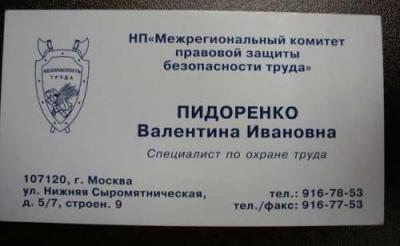 БЕЗОПАСНОСТЬ
ТРУДА
НП«Межрегиональный комитет
правовой защиты
безопасности труда»
ПИДОРЕНКО
Валентина Ивановна
Специалист по охране труда
107120, г. Москва
ул. Нижняя Сыромятническая,
д. 5/7, строен. 9
тел.: 916-78-53
тел./факс: 916-77-53